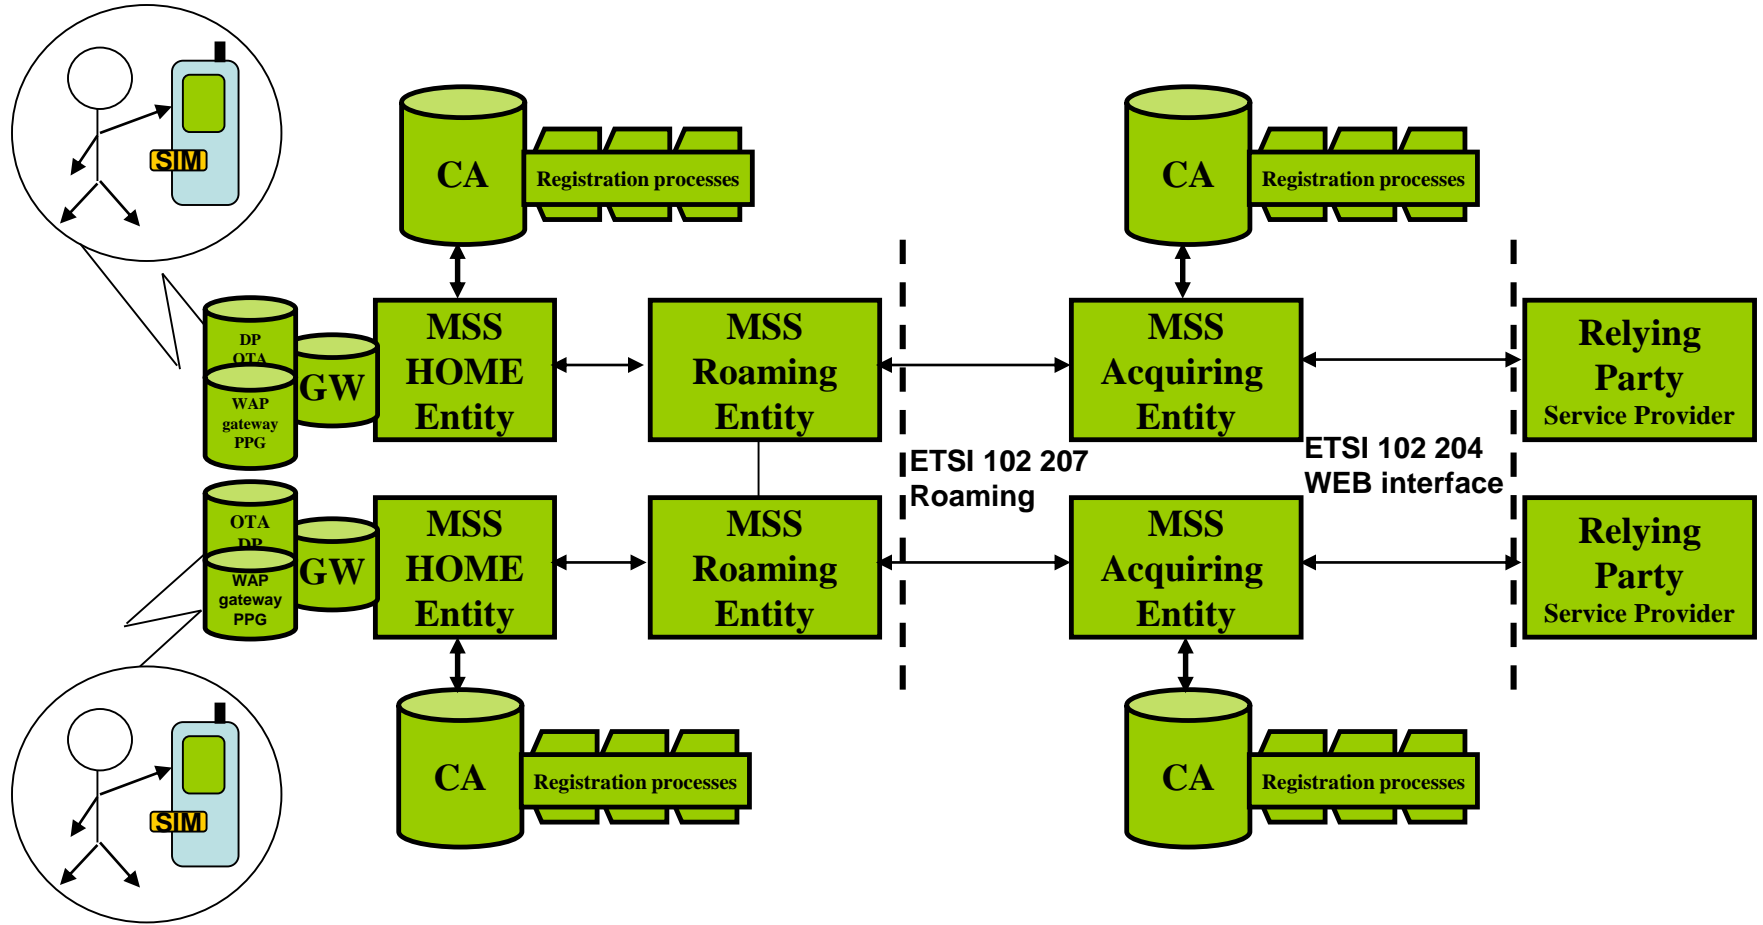 SIM
CA
Registration processes
CA
Registration processes
DP
OTA
WAP
gateway
PPG
GW
MSS
HOME
Entity
MSS
Roaming
Entity
MSS
Acquiring
Entity
Relying
Party
Service Provider
ETSI 102 207
Roaming
ETSI 102 204
WEB interface
OTA
DP
WAP
gateway
PPG
GW
MSS
HOME
Entity
MSS
Roaming
Entity
MSS
Acquiring
Entity
Relying
Party
Service Provider
SIM
CA
Registration processes
CA
Registration processes